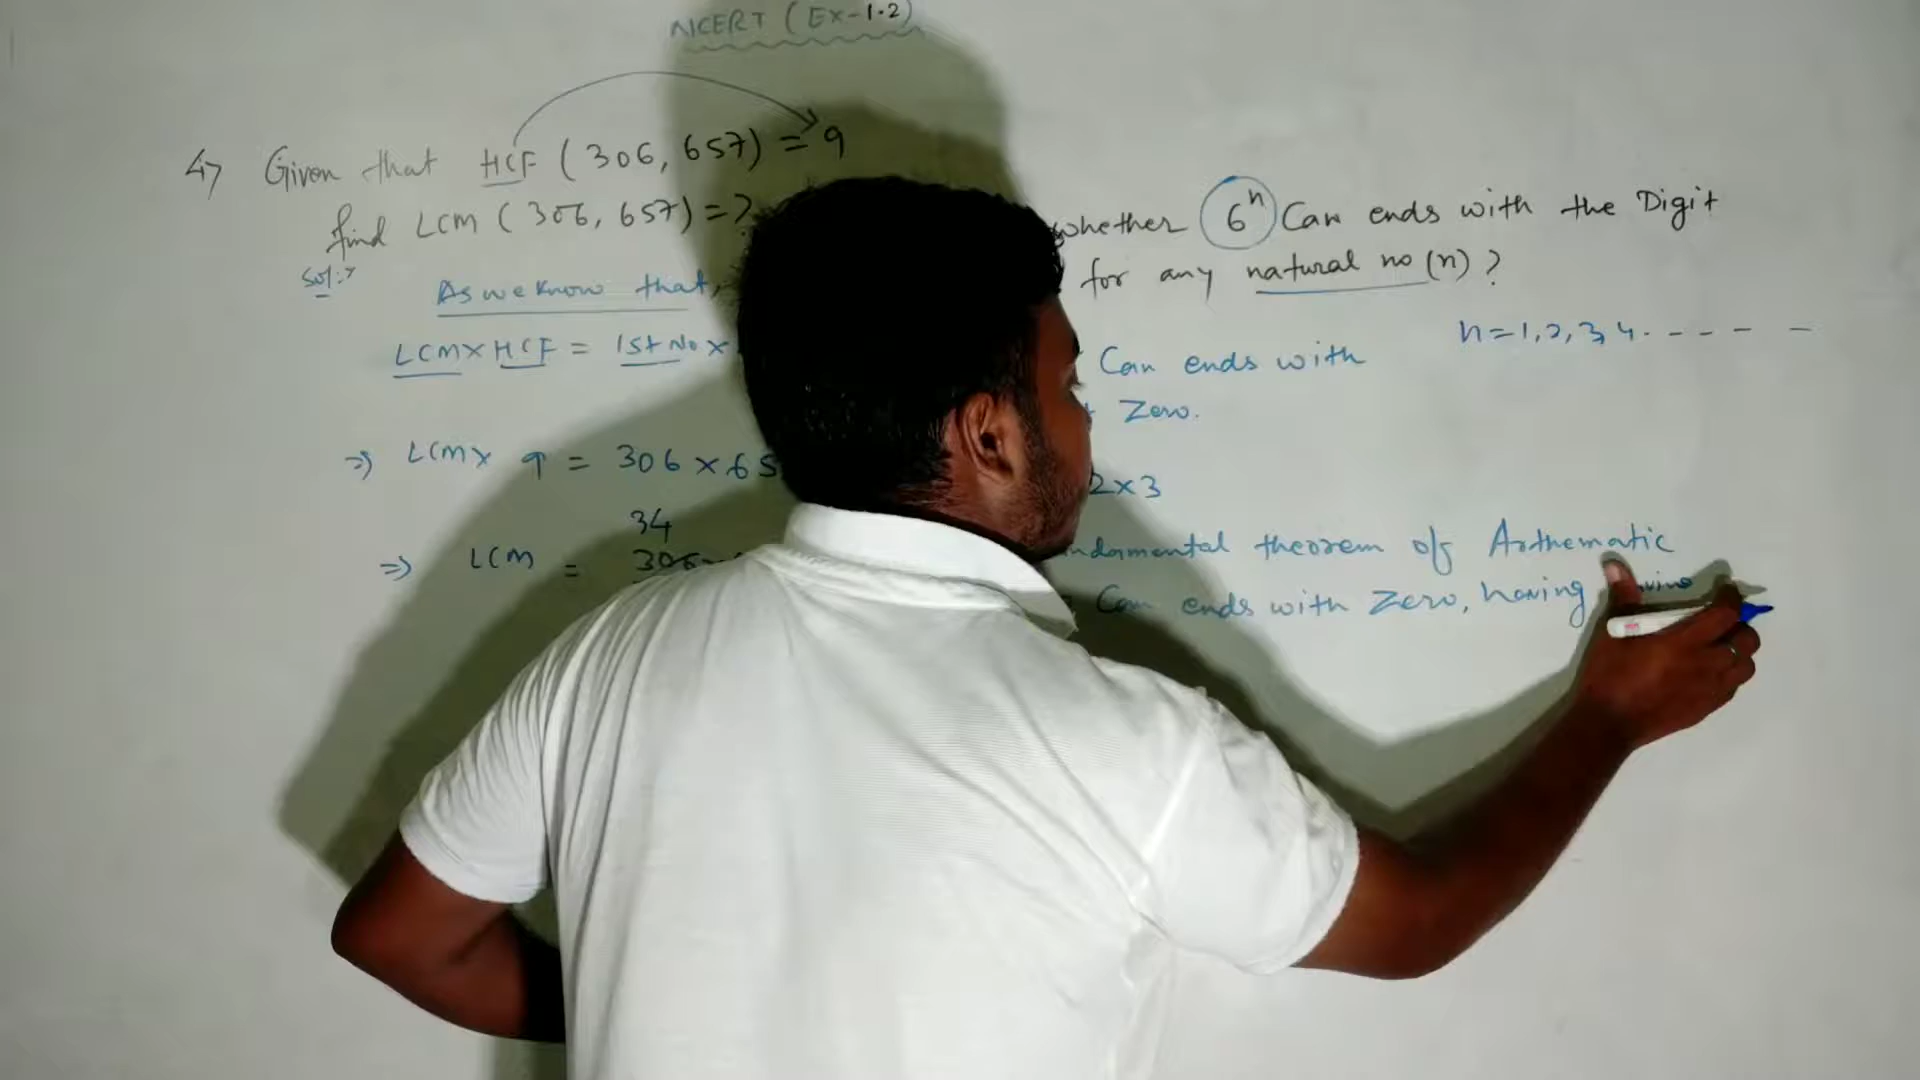 NCERT (Ex-1.2)
4) Given that HCF (306, 657) = 9
find LCM (306, 657) = ?
Sol:>
As we know that,
LCM x HCF = 1st No x
=> LCM x 9 = 306 x 65
34
=> LCM = 306
whether 6ⁿ Can ends with the Digit
for any natural no (n) ?
n = 1, 2, 3, 4 . - - - -
Can ends with
Zero.
2 x 3
theorem of Arthematic
Can ends with Zero, having